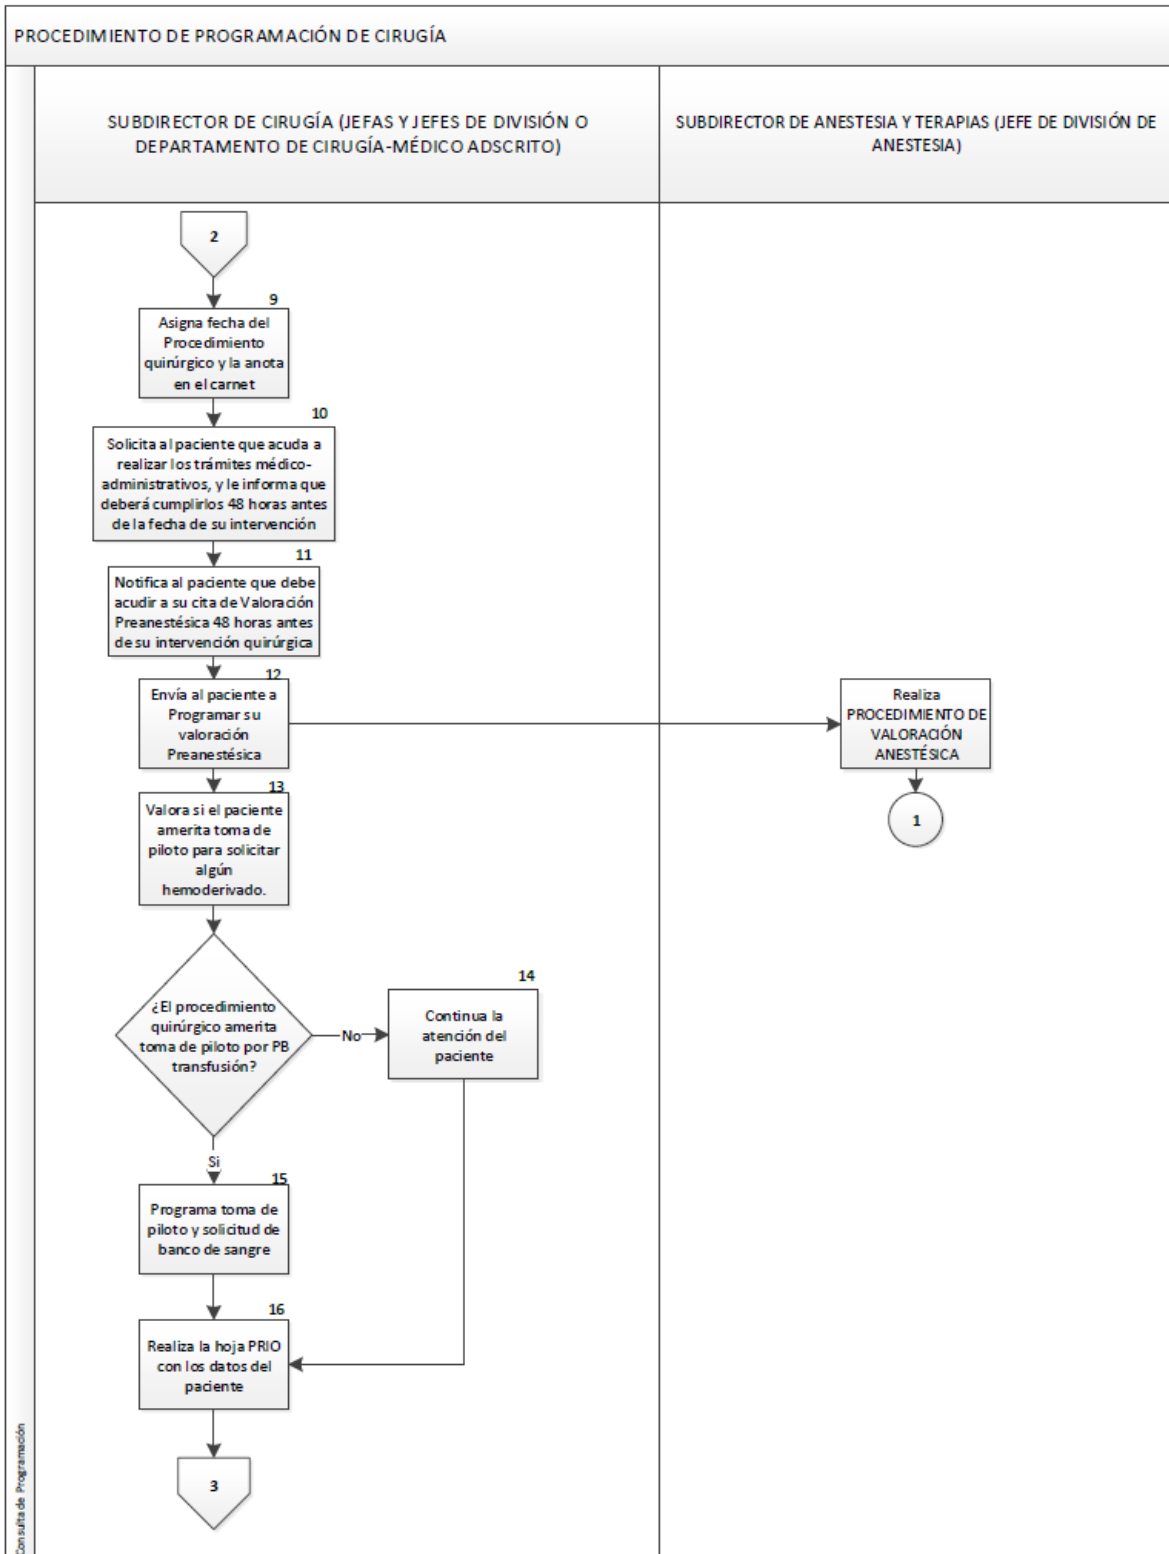 PROCEDIMIENTO DE PROGRAMACIÓN DE CIRUGÍA
SUBDIRECTOR DE CIRUGÍA (JEFAS Y JEFES DE DIVISIÓN O
DEPARTAMENTO DE CIRUGÍA-MÉDICO ADSCRITO)
SUBDIRECTOR DE ANESTESIA Y TERAPIAS (JEFE DE DIVISIÓN DE
ANESTESIA)
2
9
Asigna fecha del
Procedimiento
quirúrgico y la anota
en el carnet
10
Solicita al paciente que acuda a
realizar los trámites médico-
administrativos, y le informa que
deberá cumplirlos 48 horas antes
de la fecha de su intervención
11
Notifica al paciente que debe
acudir a su cita de Valoración
Preanestésica 48 horas antes
de su intervención quirúrgica
12
Envía al paciente a
Programar su
valoración
Preanestésica
Realiza
PROCEDIMIENTO DE
VALORACIÓN
ANESTÉSICA
1
13
Valora si el paciente
amerita toma de
piloto para solicitar
algún
hemoderivado.
¿El procedimiento
quirúrgico amerita
toma de piloto por PB
transfusión?
No
14
Continua la
atención del
paciente
Si
15
Programa toma de
piloto y solicitud de
banco de sangre
16
Realiza la hoja PRIO
con los datos del
paciente
3
Consulta de Programación